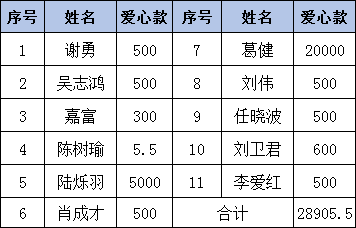 序号 姓名 爱心款 序号 姓名 爱心款
1 谢勇 500 7 葛健 20000
2 吴志鸿 500 8 刘伟 500
3 嘉富 300 9 任晓波 500
4 陈树瑜 5.5 10 刘卫君 600
5 陆烁羽 5000 11 李爱红 500
6 肖成才 500 合计 28905.5